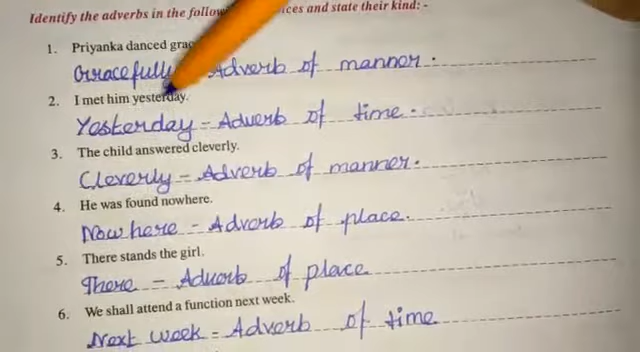 Identify the adverbs in the and state their kind: -
1. Priyanka danced
Gracefully - Adverb of manner.
2. I met him yesterday.
Yesterday - Adverb of time.
3. The child answered cleverly.
Cleverly - Adverb of manner.
4. He was found nowhere.
Nowhere - Adverb of place.
5. There stands the girl.
There - Adverb of place
6. We shall attend a function next week.
Next week - Adverb of time